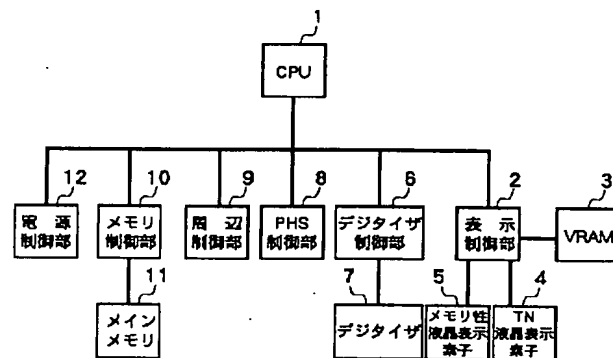 1
CPU
12
10
9
8
6
2
3
電源
制御部
メモリ
制御部
周辺
制御部
PHS
制御部
デジタイザ
制御部
表示
制御部
VRAM
11
7
5
4
メイン
メモリ
デジタイザ
メモリ性
液晶表示
素子
TN
液晶表示
素子